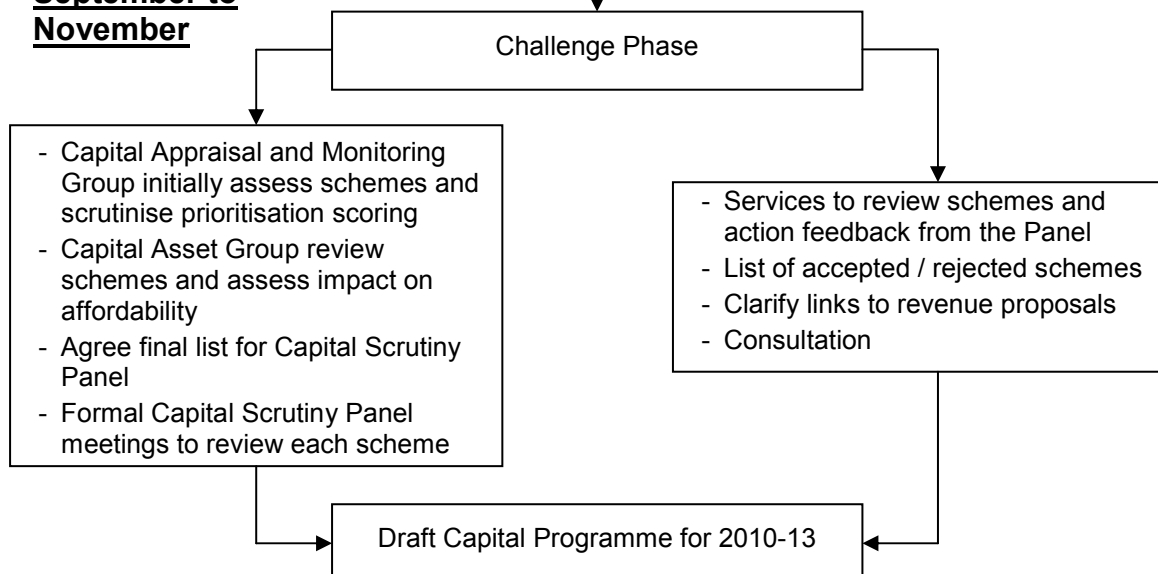 September to
November
Challenge Phase
- Capital Appraisal and Monitoring
Group initially assess schemes and
scrutinise prioritisation scoring
- Capital Asset Group review
schemes and assess impact on
affordability
- Agree final list for Capital Scrutiny
Panel
- Formal Capital Scrutiny Panel
meetings to review each scheme
- Services to review schemes and
action feedback from the Panel
- List of accepted / rejected schemes
- Clarify links to revenue proposals
- Consultation
Draft Capital Programme for 2010-13